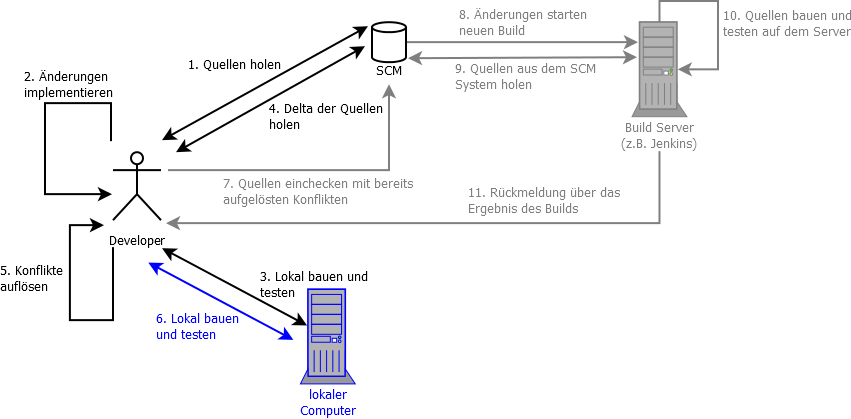 8. Änderungen starten
neuen Build
10. Quellen bauen und
testen auf dem Server
1. Quellen holen
SCM
9. Quellen aus dem SCM
System holen
2. Änderungen
implementieren
4. Delta der Quellen
holen
Build Server
(z.B. Jenkins)
7. Quellen einchecken mit bereits
aufgelösten Konflikten
11. Rückmeldung über das
Ergebnis des Builds
Developer
5. Konflikte
auflösen
3. Lokal bauen und
testen
6. Lokal bauen
und testen
lokaler
Computer